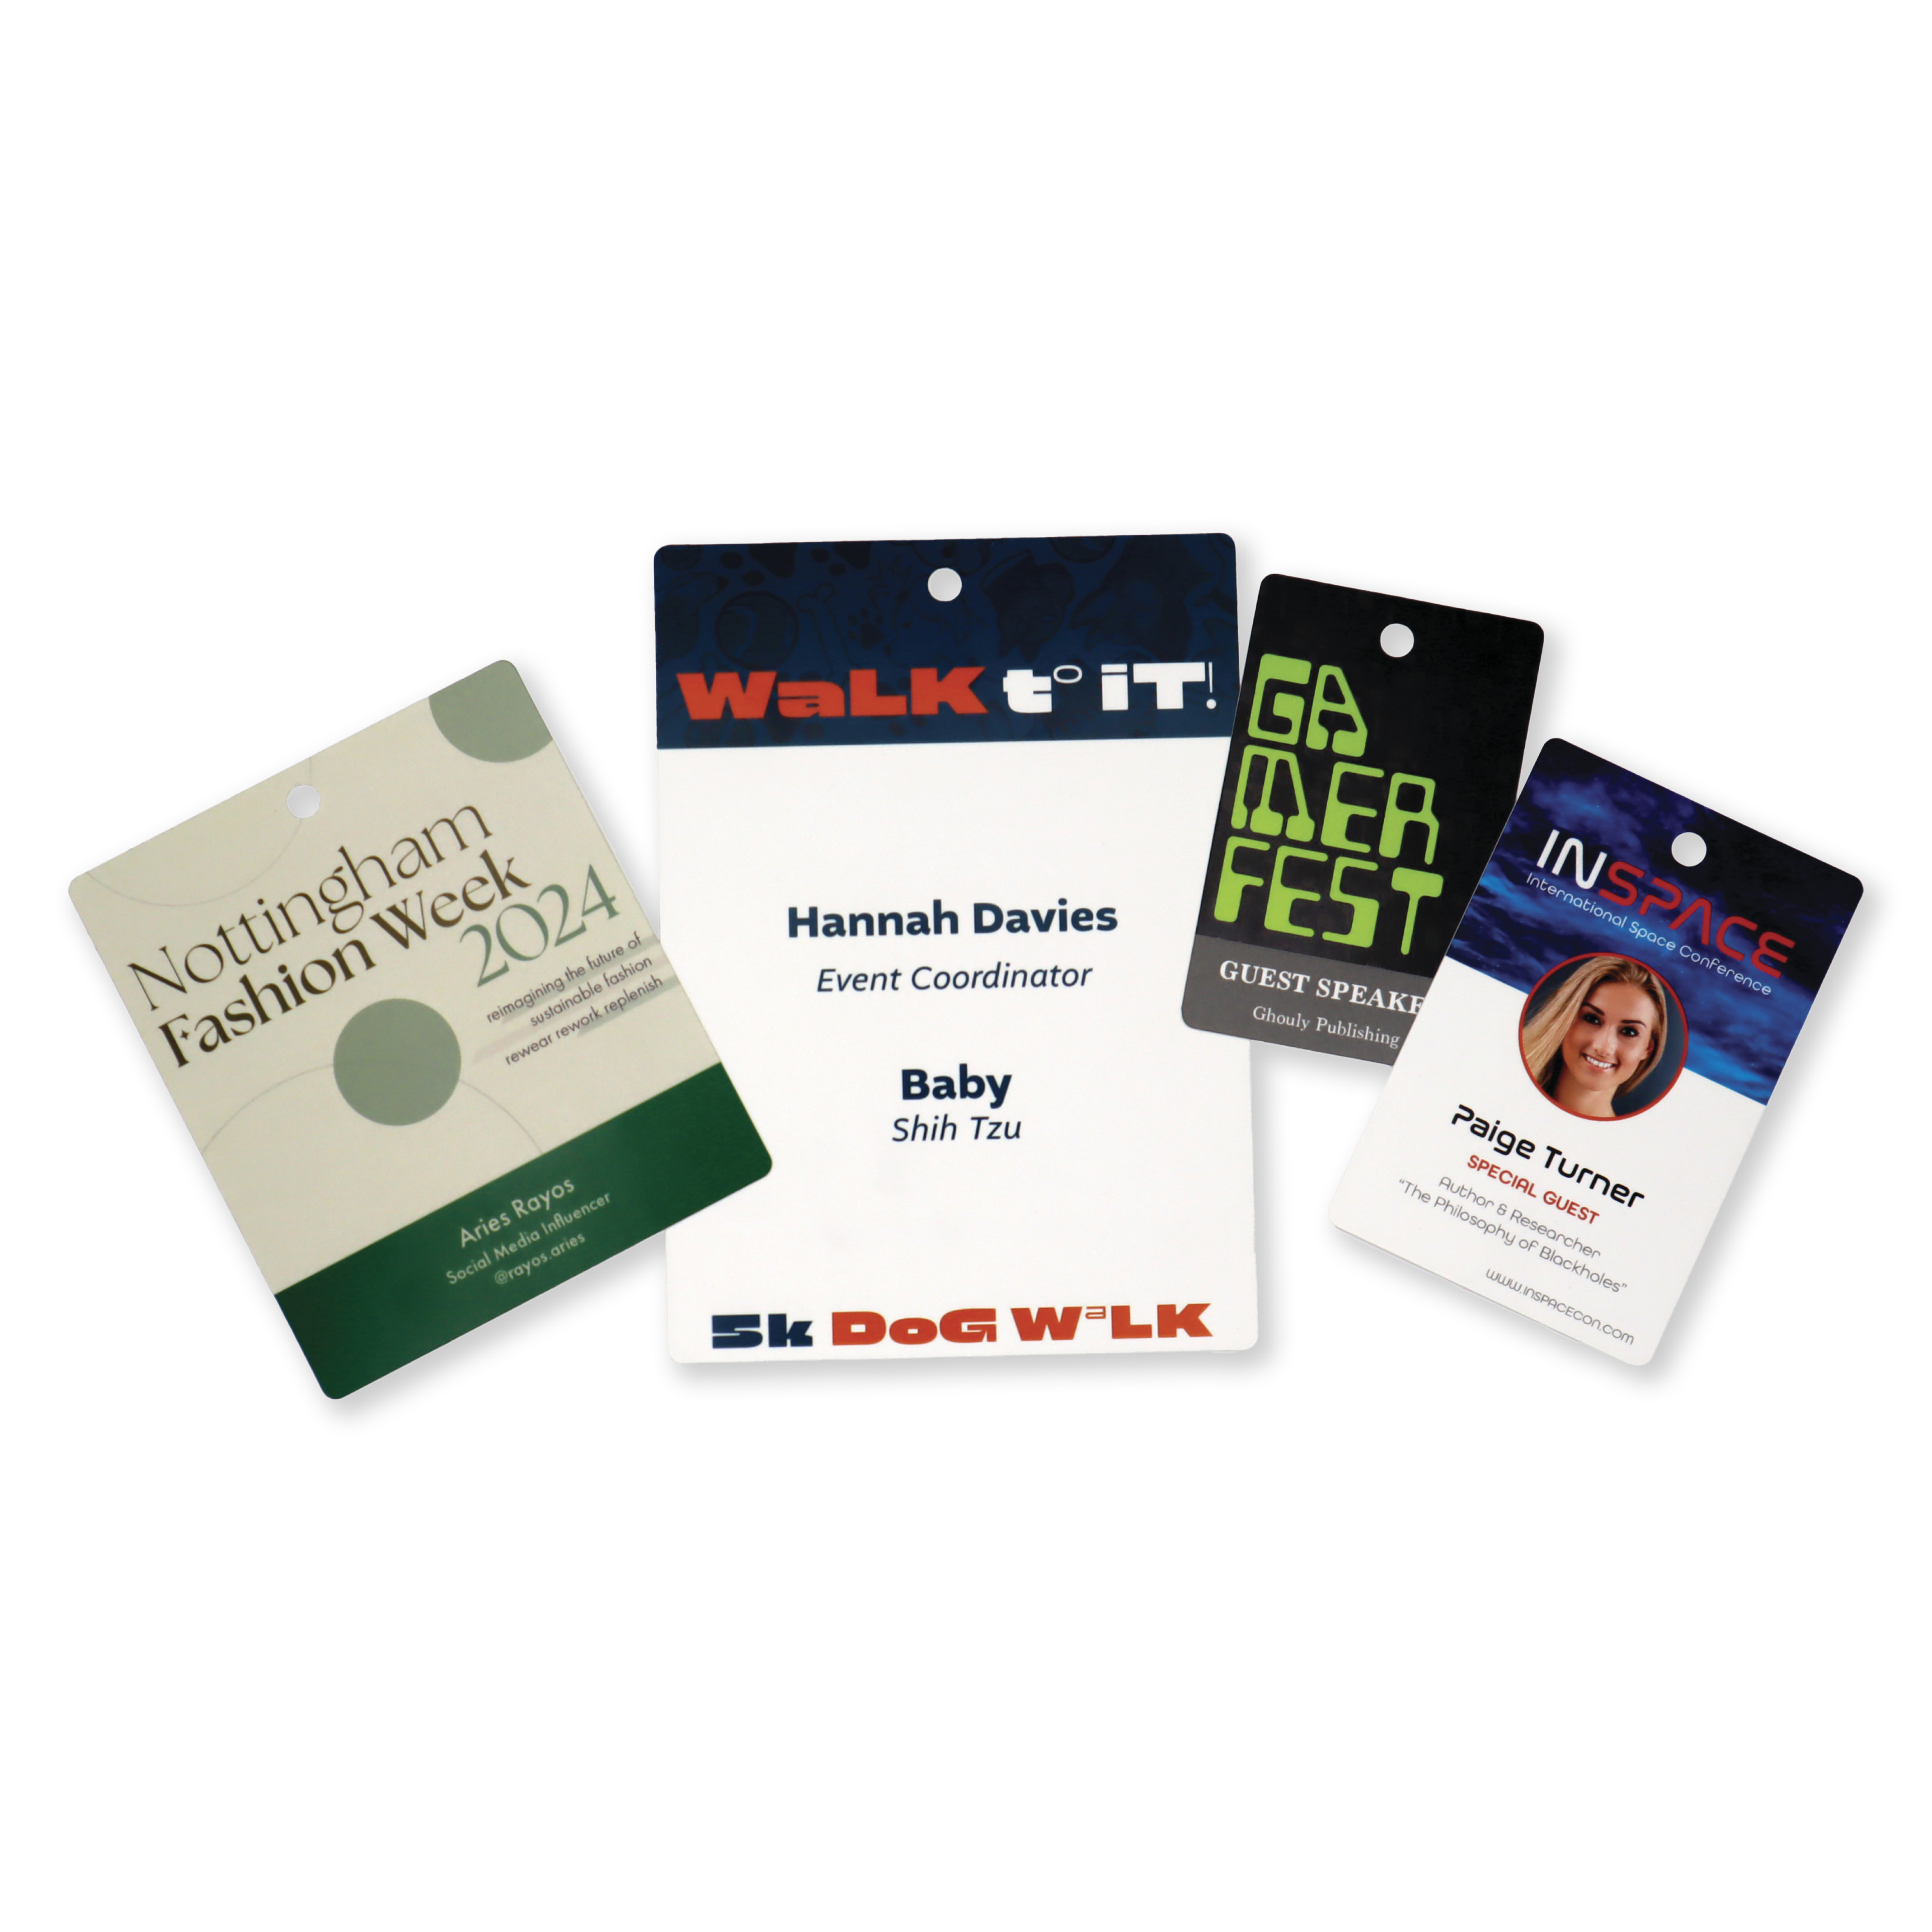 Nottingham
Fashion Week
2024
reimagining the future of
sustainable fashion
rewear rework replenish
Aries Rayos
Social Media Influencer
@rayos.aries
WaLK to iT!
Hannah Davies
Event Coordinator
Baby
Shih Tzu
5k DoG WaLK
GA
MER
FEST
GUEST SPEAKE
Ghouly Publishing
INSPACE
International Space Conference
Paige Turner
SPECIAL GUEST
Author & Researcher
"The Philosophy of Blackholes"
www.INSPACECON.com